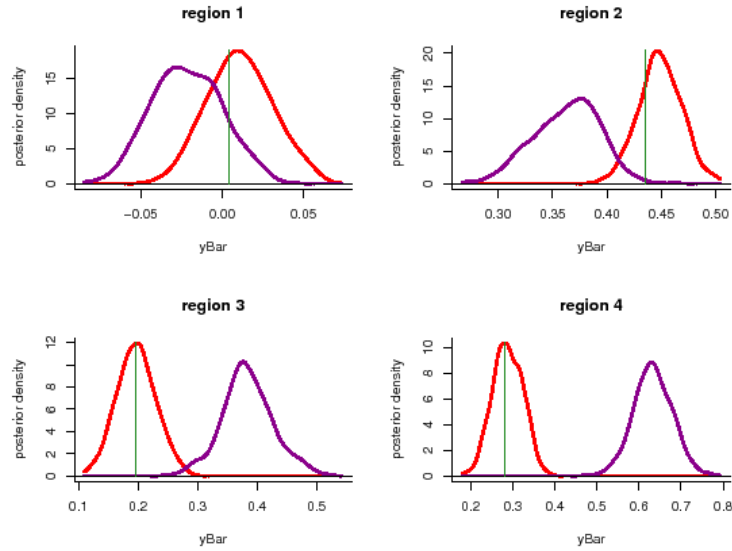 region 1
posterior density
15
10
5
0
−0.05 0.00 0.05
yBar
region 2
posterior density
20
15
10
5
0
0.30 0.35 0.40 0.45 0.50
yBar
region 3
posterior density
12
8
6
4
2
0
0.1 0.2 0.3 0.4 0.5
yBar
region 4
posterior density
10
8
6
4
2
0
0.2 0.3 0.4 0.5 0.6 0.7 0.8
yBar